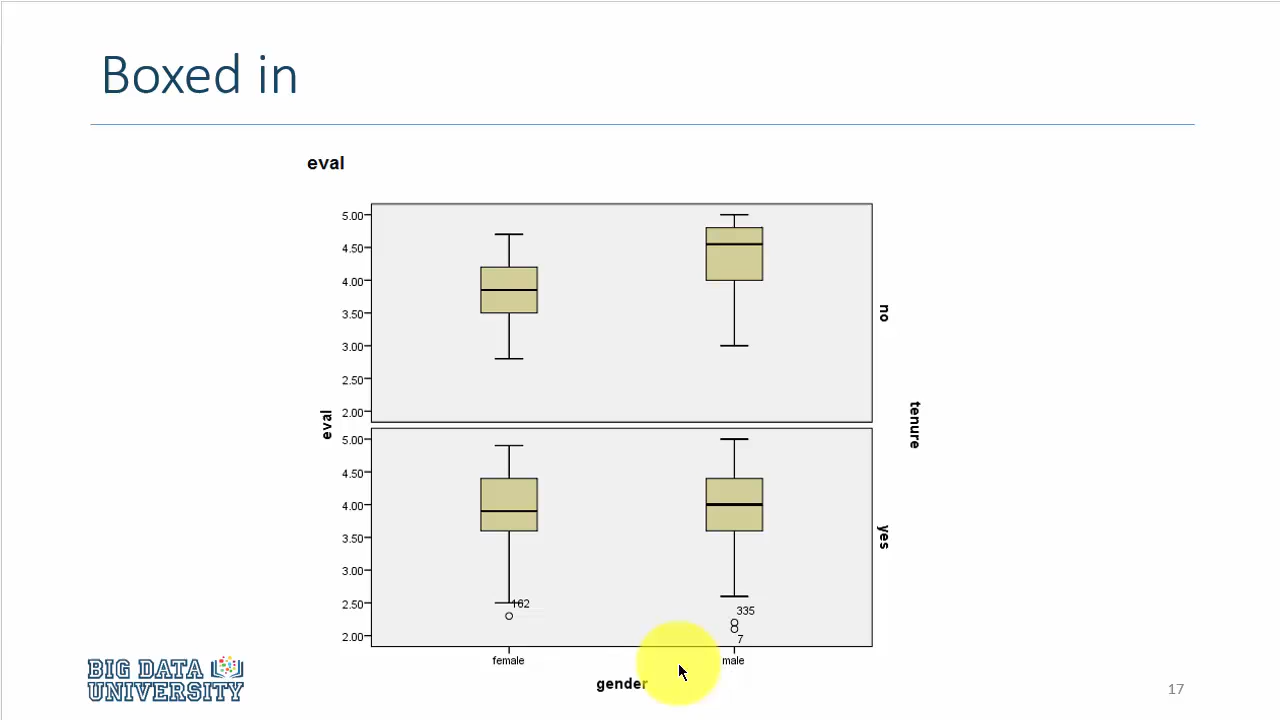 Boxed in
eval
5.00
4.50
4.00
3.50
3.00
2.50
2.00
no
eval
tenure
5.00
4.50
4.00
3.50
3.00
2.50
2.00
yes
162
335
7
female
male
gender
BIG DATA
UNIVERSITY
17